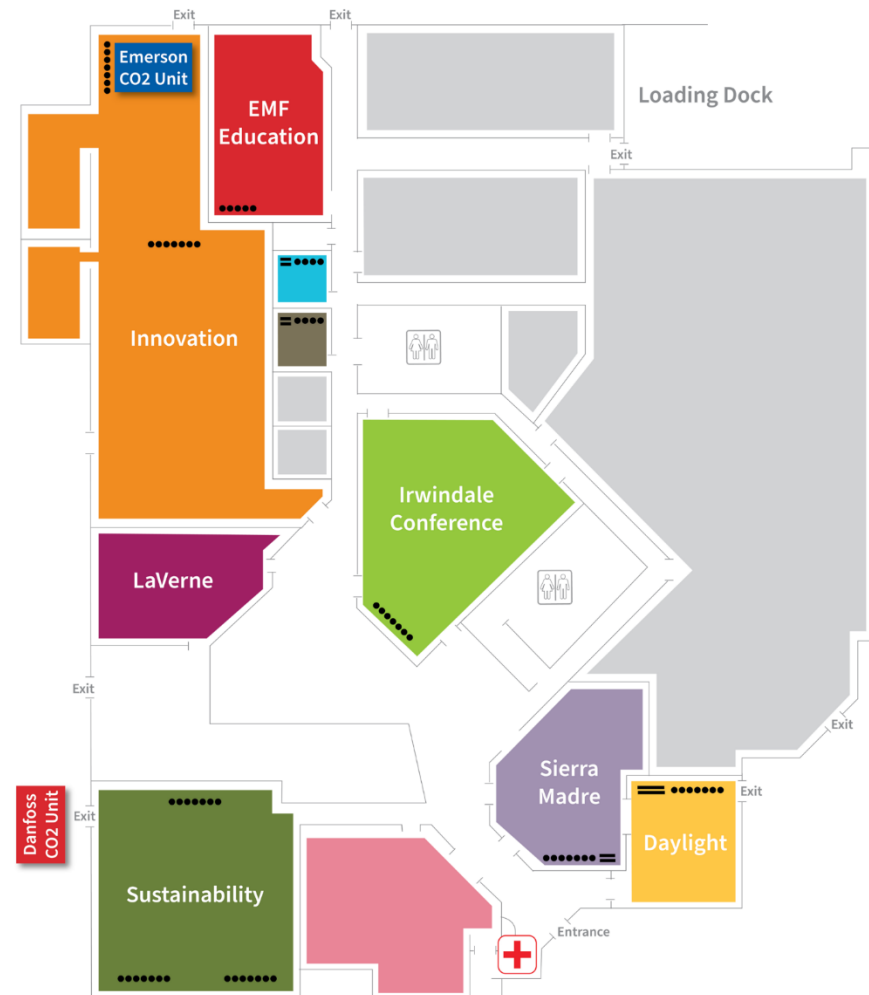 Exit
Exit
Emerson
CO2 Unit
EMF
Education
Loading Dock
Exit
Innovation
Irwindale
Conference
LaVerne
Exit
Exit
Sierra
Madre
Danfoss
CO2 Unit
Exit
Exit
Daylight
Sustainability
Entrance